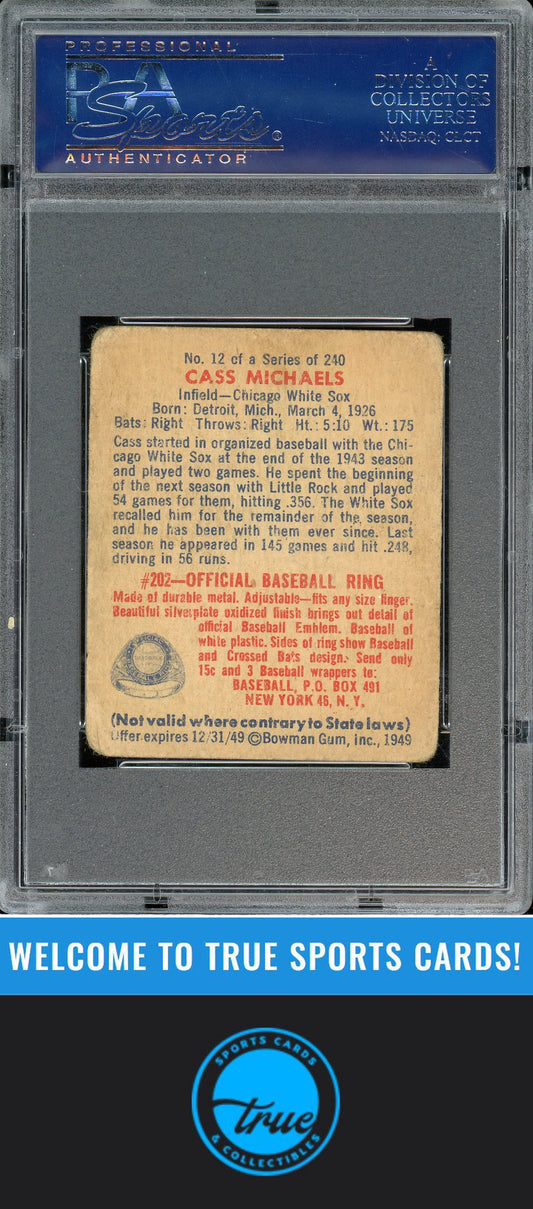 PROFESSIONAL
PSA
Sports®
AUTHENTICATOR
A
DIVISION OF
COLLECTORS
UNIVERSE
NASDAQ: CLCT
No. 12 of a Series of 240
CASS MICHAELS
Infield—Chicago White Sox
Born: Detroit, Mich., March 4, 1926
Bats: Right Throws: Right Ht.: 5:10 Wt.: 175
Cass started in organized baseball with the Chi-
cago White Sox at the end of the 1943 season
and played two games. He spent the beginning
of the next season with Little Rock and played
54 games for them, hitting .356. The White Sox
recalled him for the remainder of the season,
and he has been with them ever since. Last
season he appeared in 145 games and hit .248,
driving in 56 runs.
#202—OFFICIAL BASEBALL RING
Made of durable metal. Adjustable—fits any size finger.
Beautiful silverplate oxidized finish brings out detail of
official Baseball Emblem. Baseball of
white plastic. Sides of ring show Baseball
and Crossed Bats design. Send only
15c and 3 Baseball wrappers to:
BASEBALL, P.O. BOX 491
NEW YORK 46, N. Y.
(Not valid where contrary to State laws)
Offer expires 12/31/49 ©Bowman Gum, Inc., 1949
WELCOME TO TRUE SPORTS CARDS!
SPORTS CARDS
true
& COLLECTIBLES